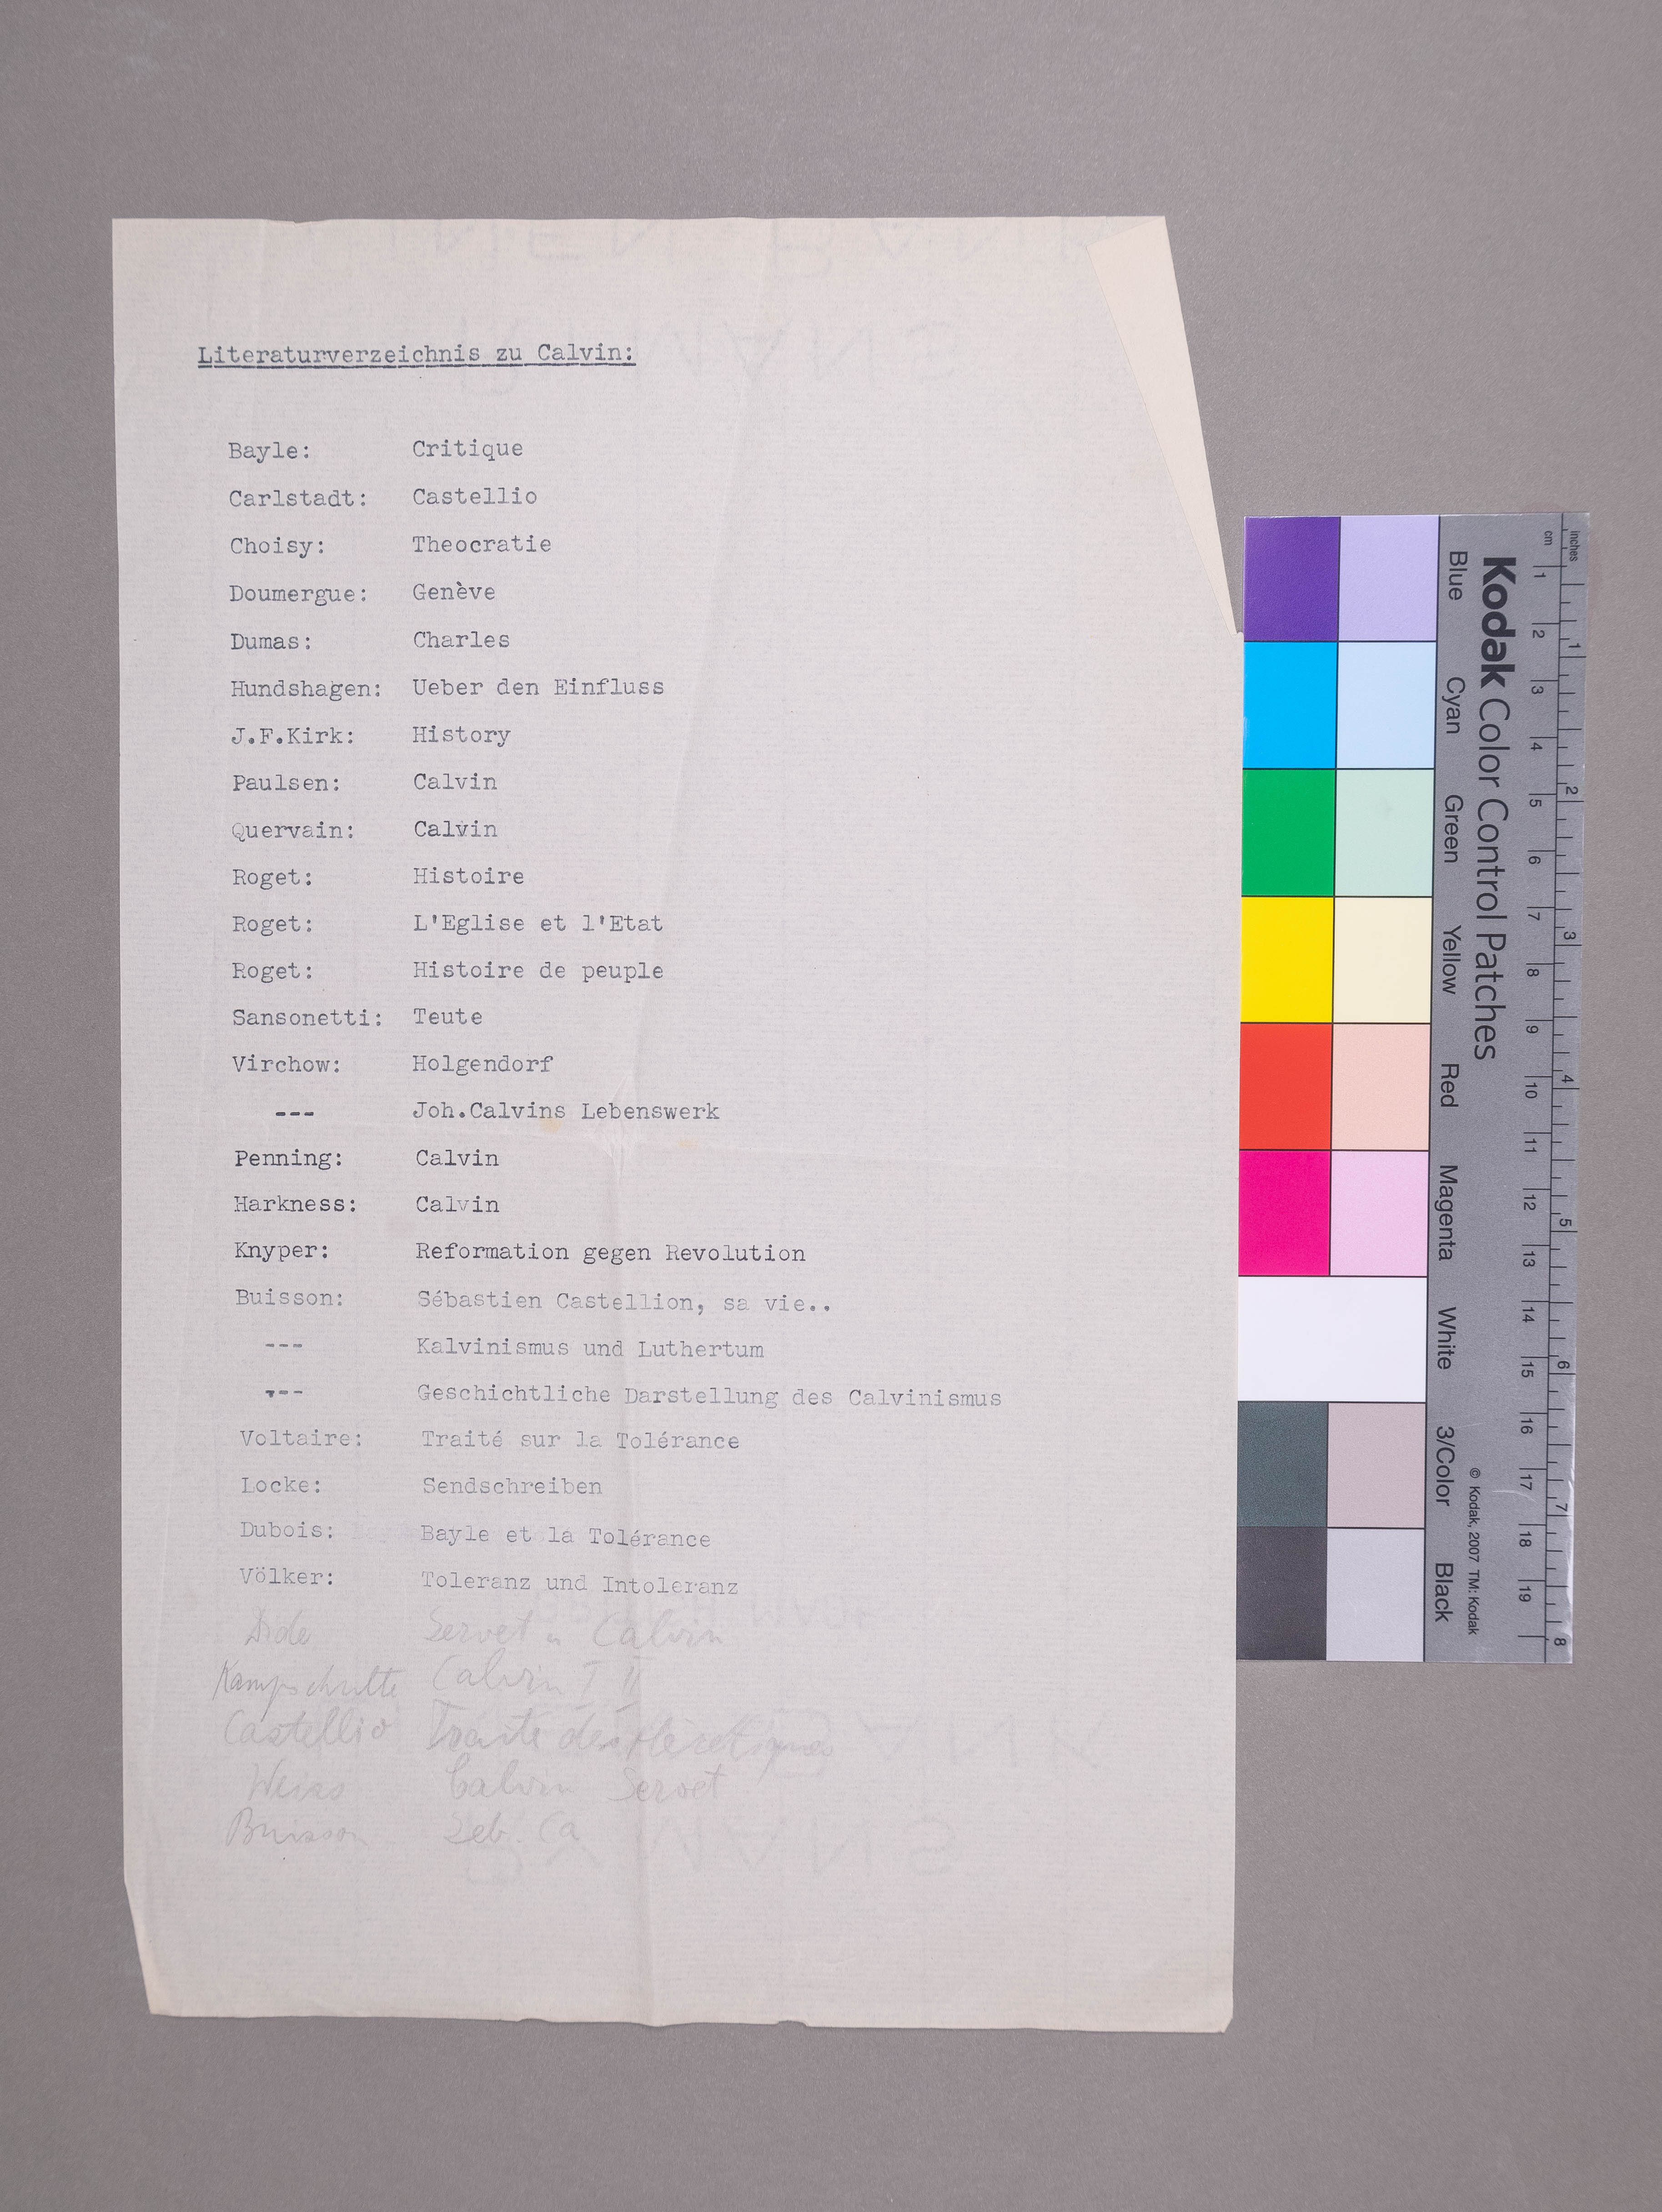 Literaturverzeichnis zu Calvin:
Bayle: Critique
Carlstadt: Castellio
Choisy: Theocratie
Doumergue: Genève
Dumas: Charles
Hundshagen: Ueber den Einfluss
J.F.Kirk: History
Paulsen: Calvin
Quervain: Calvin
Roget: Histoire
Roget: L'Eglise et l'Etat
Roget: Histoire de peuple
Sansonetti: Teute
Virchow: Holgendorf
--- Joh.Calvins Lebenswerk
Penning: Calvin
Harkness: Calvin
Knyper: Reformation gegen Revolution
Buisson: Sébastien Castellion, sa vie..
--- Kalvinismus und Luthertum
--- Geschichtliche Darstellung des Calvinismus
Voltaire: Traité sur la Tolérance
Locke: Sendschreiben
Dubois: Bayle et la Tolérance
Völker: Toleranz und Intoleranz
Dide Servet u Calvin
Kampschulte Calvin I II
Castellio Traité des Héretiques
Weiss Calvin Servet
Buisson Seb. Ca
Kodak Color Control Patches
Blue Cyan Green Yellow Red Magenta White 3/Color Black
© Kodak, 2007 TM: Kodak
cm 1 2 3 4 5 6 7 8 9 10 11 12 13 14 15 16 17 18 19
inches 1 2 3 4 5 6 7 8